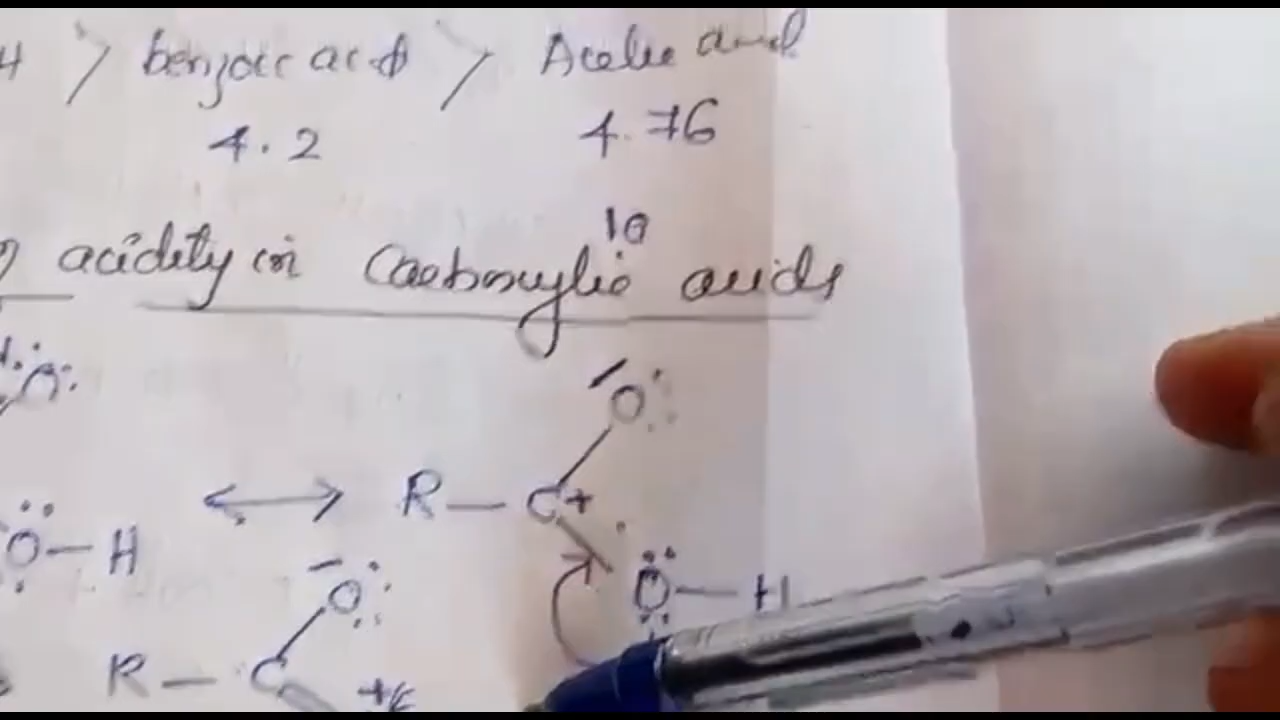 H > benzoic acid > Acetic acid
4.2 4.76
10
acidity in Carboxylic acids
O
R — C + O
O — H ⟷ O — H
R — C O +